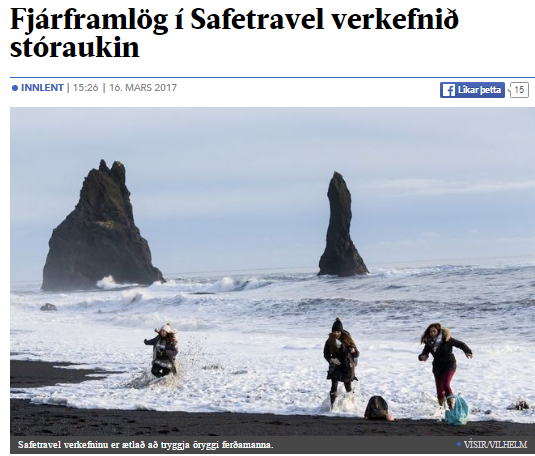 Fjárframlög í Safetravel verkefnið
stóraukin
INNLENT | 15:26 | 16. MARS 2017
Líkar þetta 15
Safetravel verkefninu er ætlað að tryggja öryggi ferðamanna.
VÍSIR/VILHELM